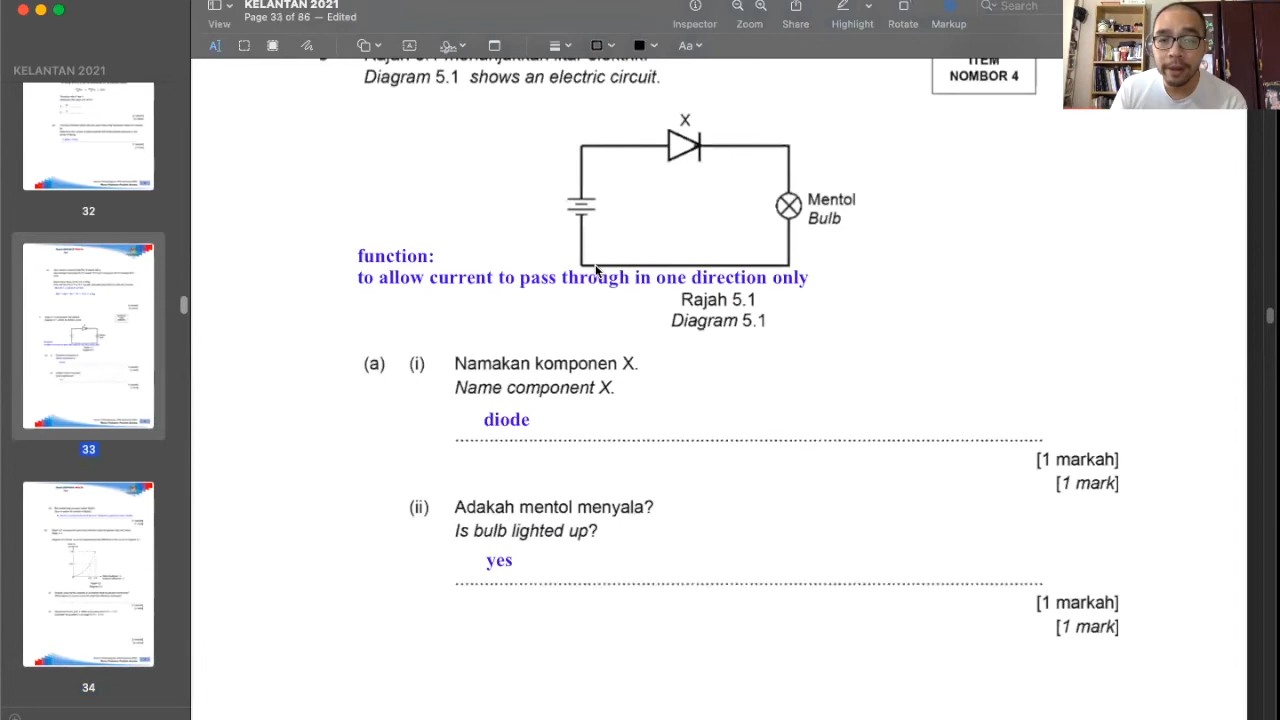 KELANTAN 2021
Page 33 of 86 — Edited
View
Inspector
Zoom
Share
Highlight
Rotate
Markup
Search
Aa
KELANTAN 2021
32
33
34
Diagram 5.1 shows an electric circuit.
ITEM
NOMBOR 4
X
Mentol
Bulb
function:
to allow current to pass through in one direction only
Rajah 5.1
Diagram 5.1
(a) (i) Namakan komponen X.
Name component X.
diode
[1 markah]
[1 mark]
(ii) Adakah mentol menyala?
Is bulb lighted up?
yes
[1 markah]
[1 mark]